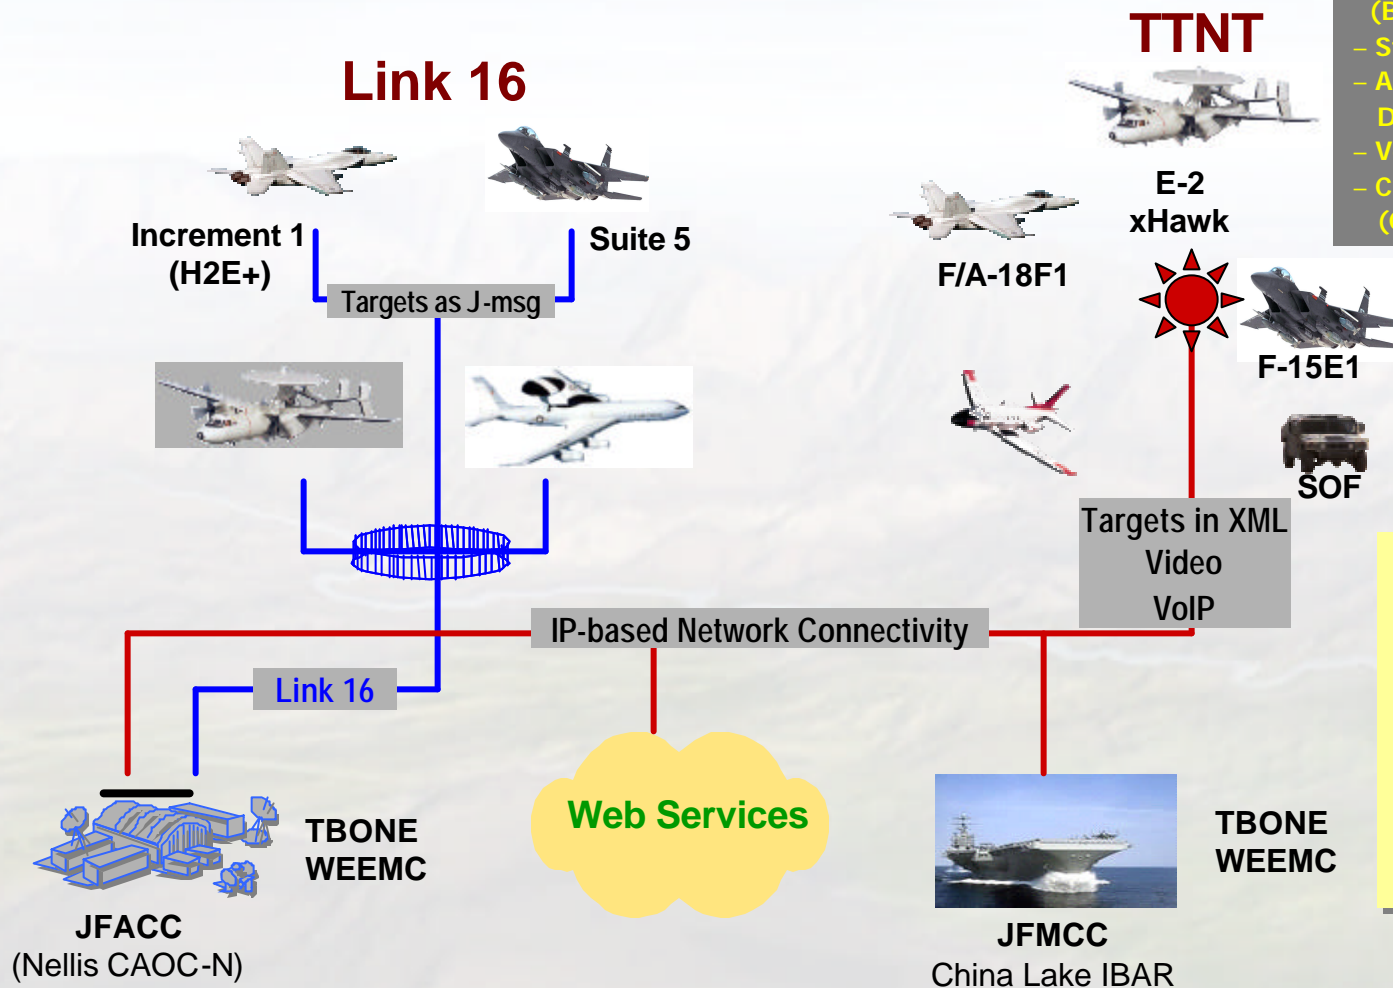 TTNT
Link 16
E-2
xHawk
Increment 1
(H2E+)
Suite 5
F/A-18F1
Targets as J-msg
F-15E1
SOF
Targets in XML
Video
VoIP
IP-based Network Connectivity
Link 16
Web Services
TBONE
WEEMC
TBONE
WEEMC
JFACC
(Nellis CAOC-N)
JFMCC
China Lake IBAR